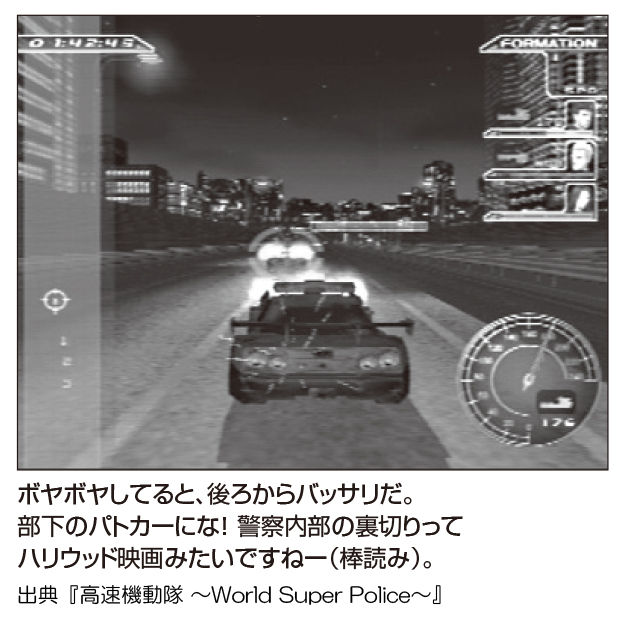 01:42:45
FORMATION
1
2
3
176
ボヤボヤしてると、後ろからバッサリだ。
部下のパトカーにな! 警察内部の裏切りって
ハリウッド映画みたいですねー(棒読み)。
出典『高速機動隊 ～World Super Police～』